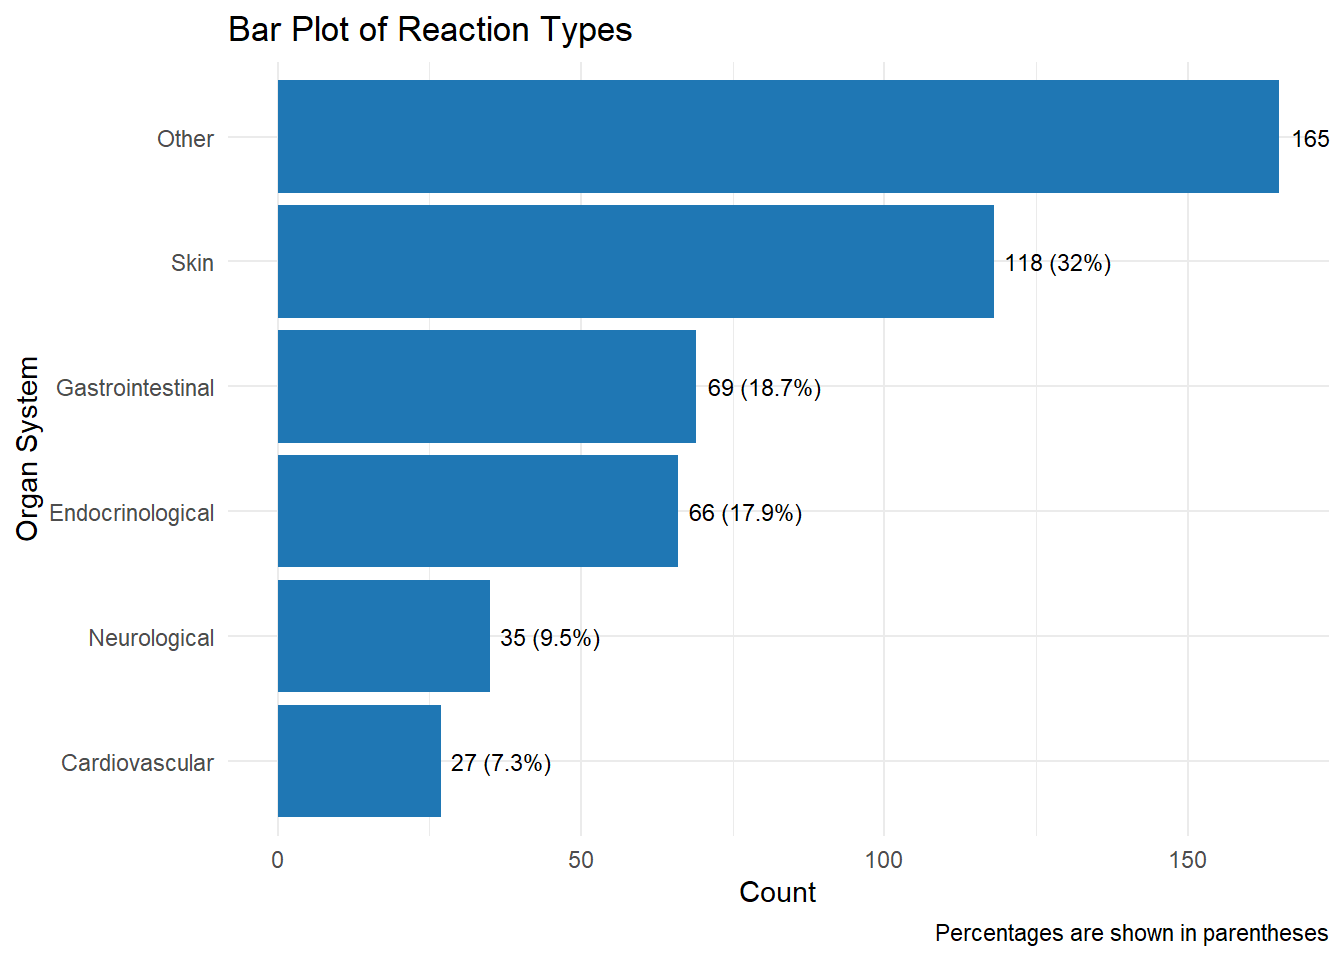 Bar Plot of Reaction Types
Other
165
Skin
118 (32%)
Gastrointestinal
69 (18.7%)
Endocrinological
66 (17.9%)
Neurological
35 (9.5%)
Cardiovascular
27 (7.3%)
Organ System
0 50 100 150
Count
Percentages are shown in parentheses